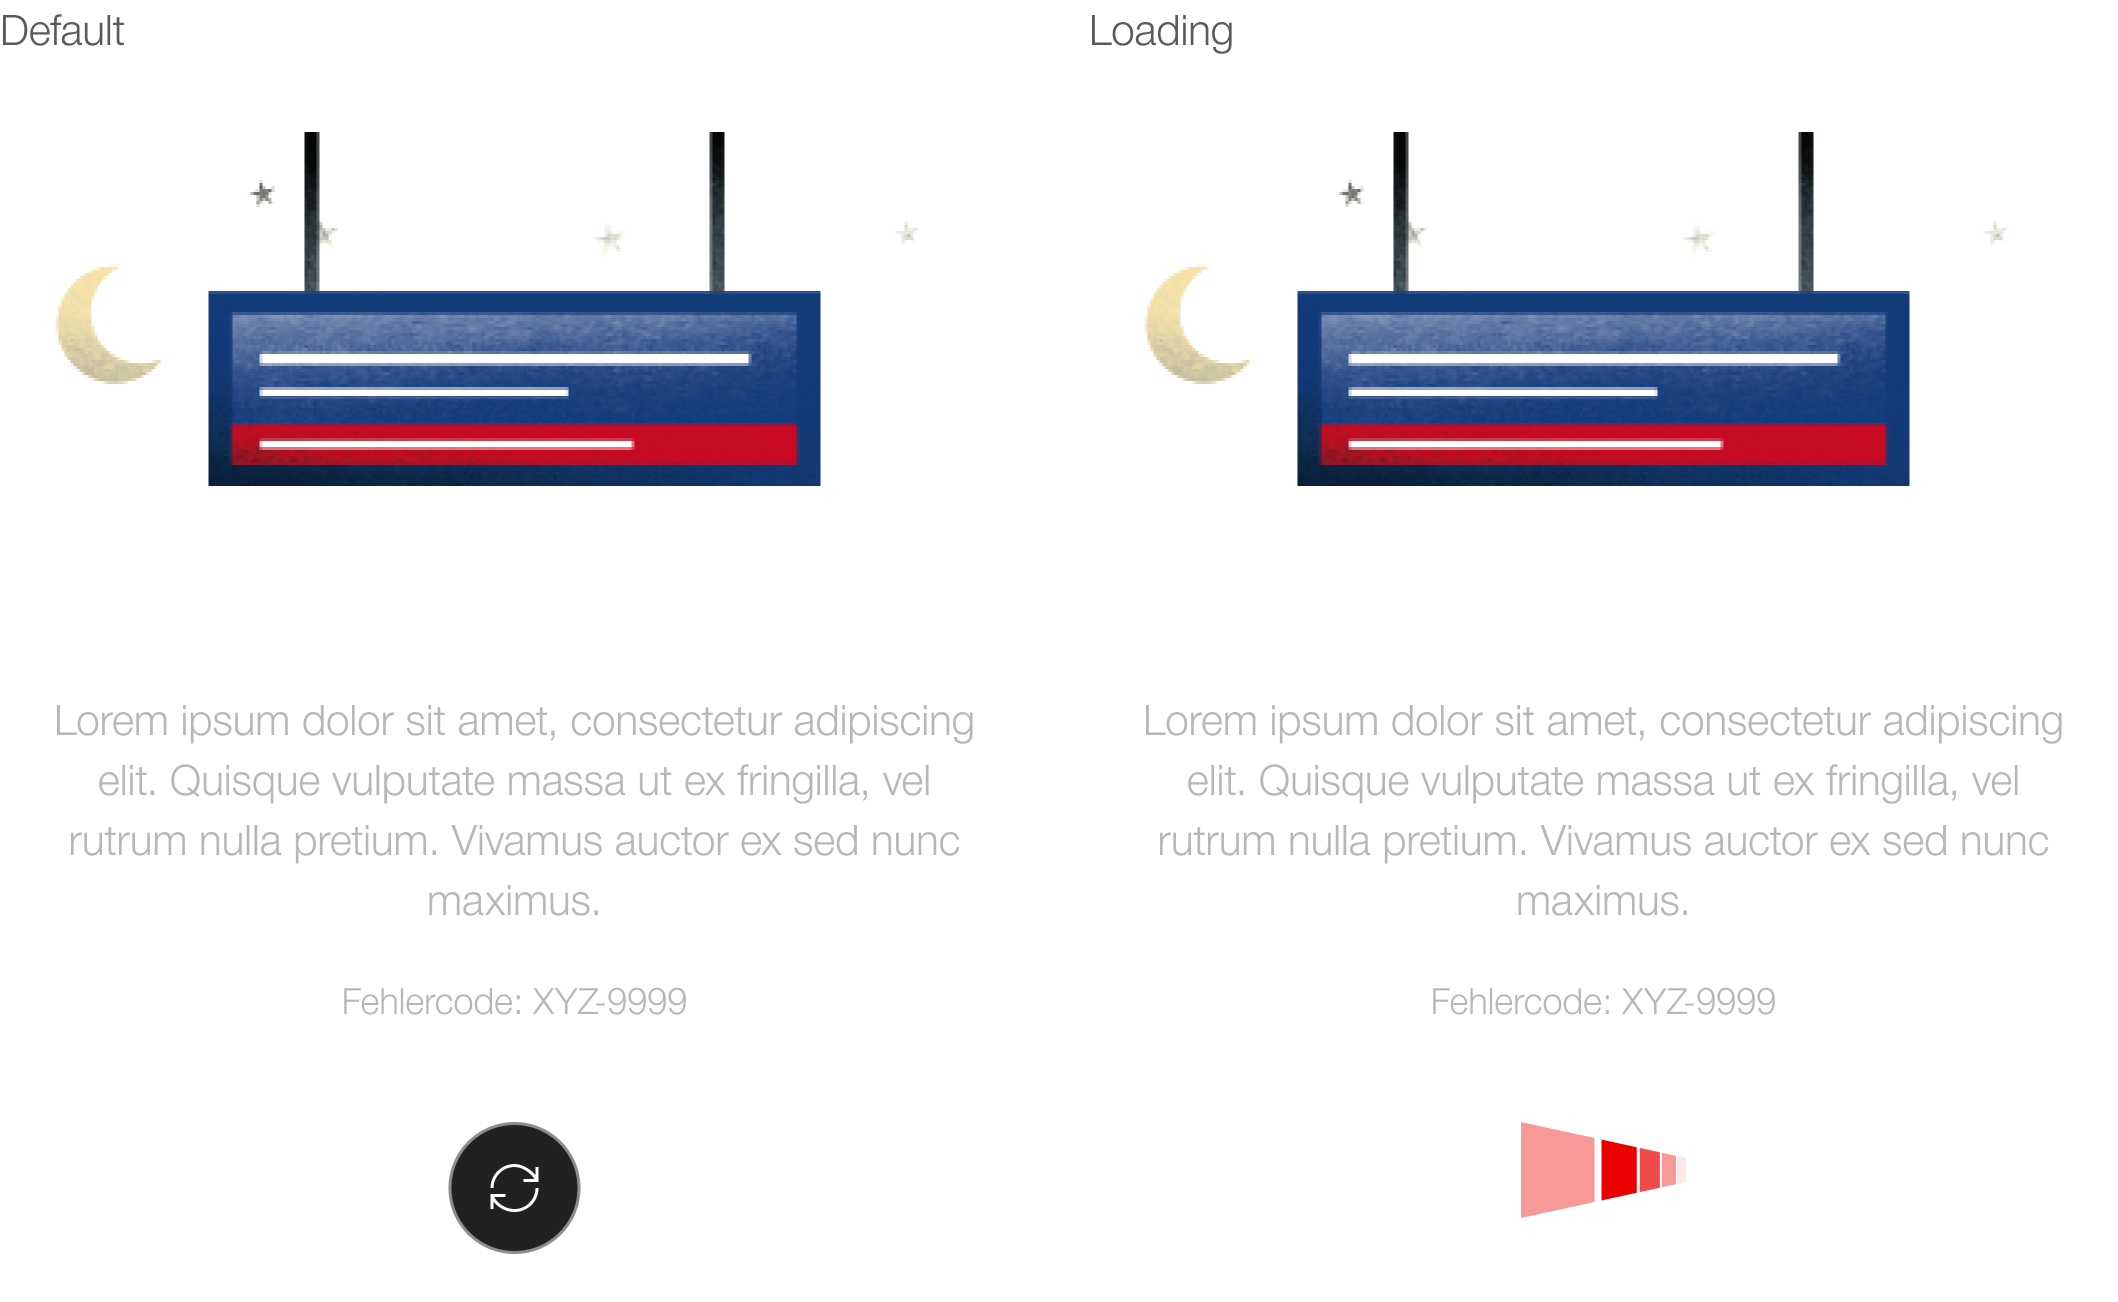 Default
Loading
Lorem ipsum dolor sit amet, consectetur adipiscing
elit. Quisque vulputate massa ut ex fringilla, vel
rutrum nulla pretium. Vivamus auctor ex sed nunc
maximus.
Fehlercode: XYZ-9999
Lorem ipsum dolor sit amet, consectetur adipiscing
elit. Quisque vulputate massa ut ex fringilla, vel
rutrum nulla pretium. Vivamus auctor ex sed nunc
maximus.
Fehlercode: XYZ-9999